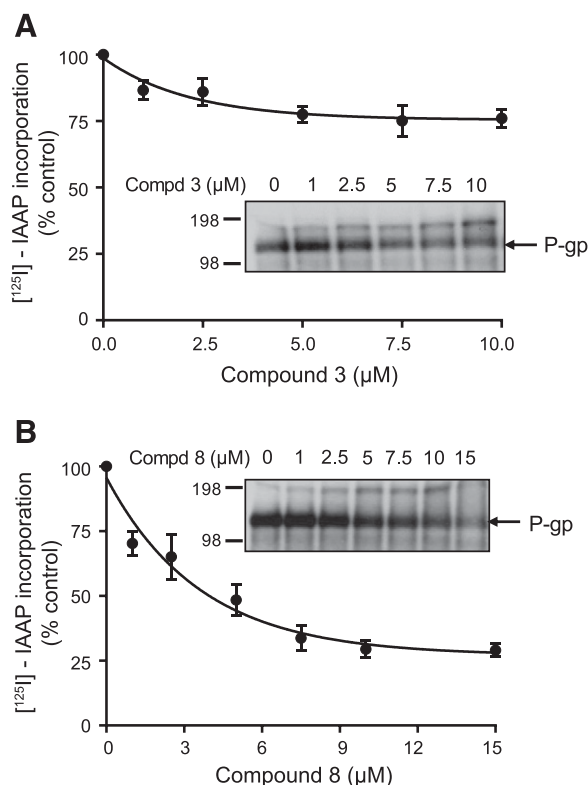 A
100
75
50
25
0
[¹²⁵I] - IAAP incorporation
(% control)
Compd 3 (µM) 0 1 2.5 5 7.5 10
198
98
P-gp
0.0 2.5 5.0 7.5 10.0
Compound 3 (µM)
B
100
75
50
25
0
[¹²⁵I] - IAAP incorporation
(% control)
Compd 8 (µM) 0 1 2.5 5 7.5 10 15
198
98
P-gp
0 3 6 9 12 15
Compound 8 (µM)